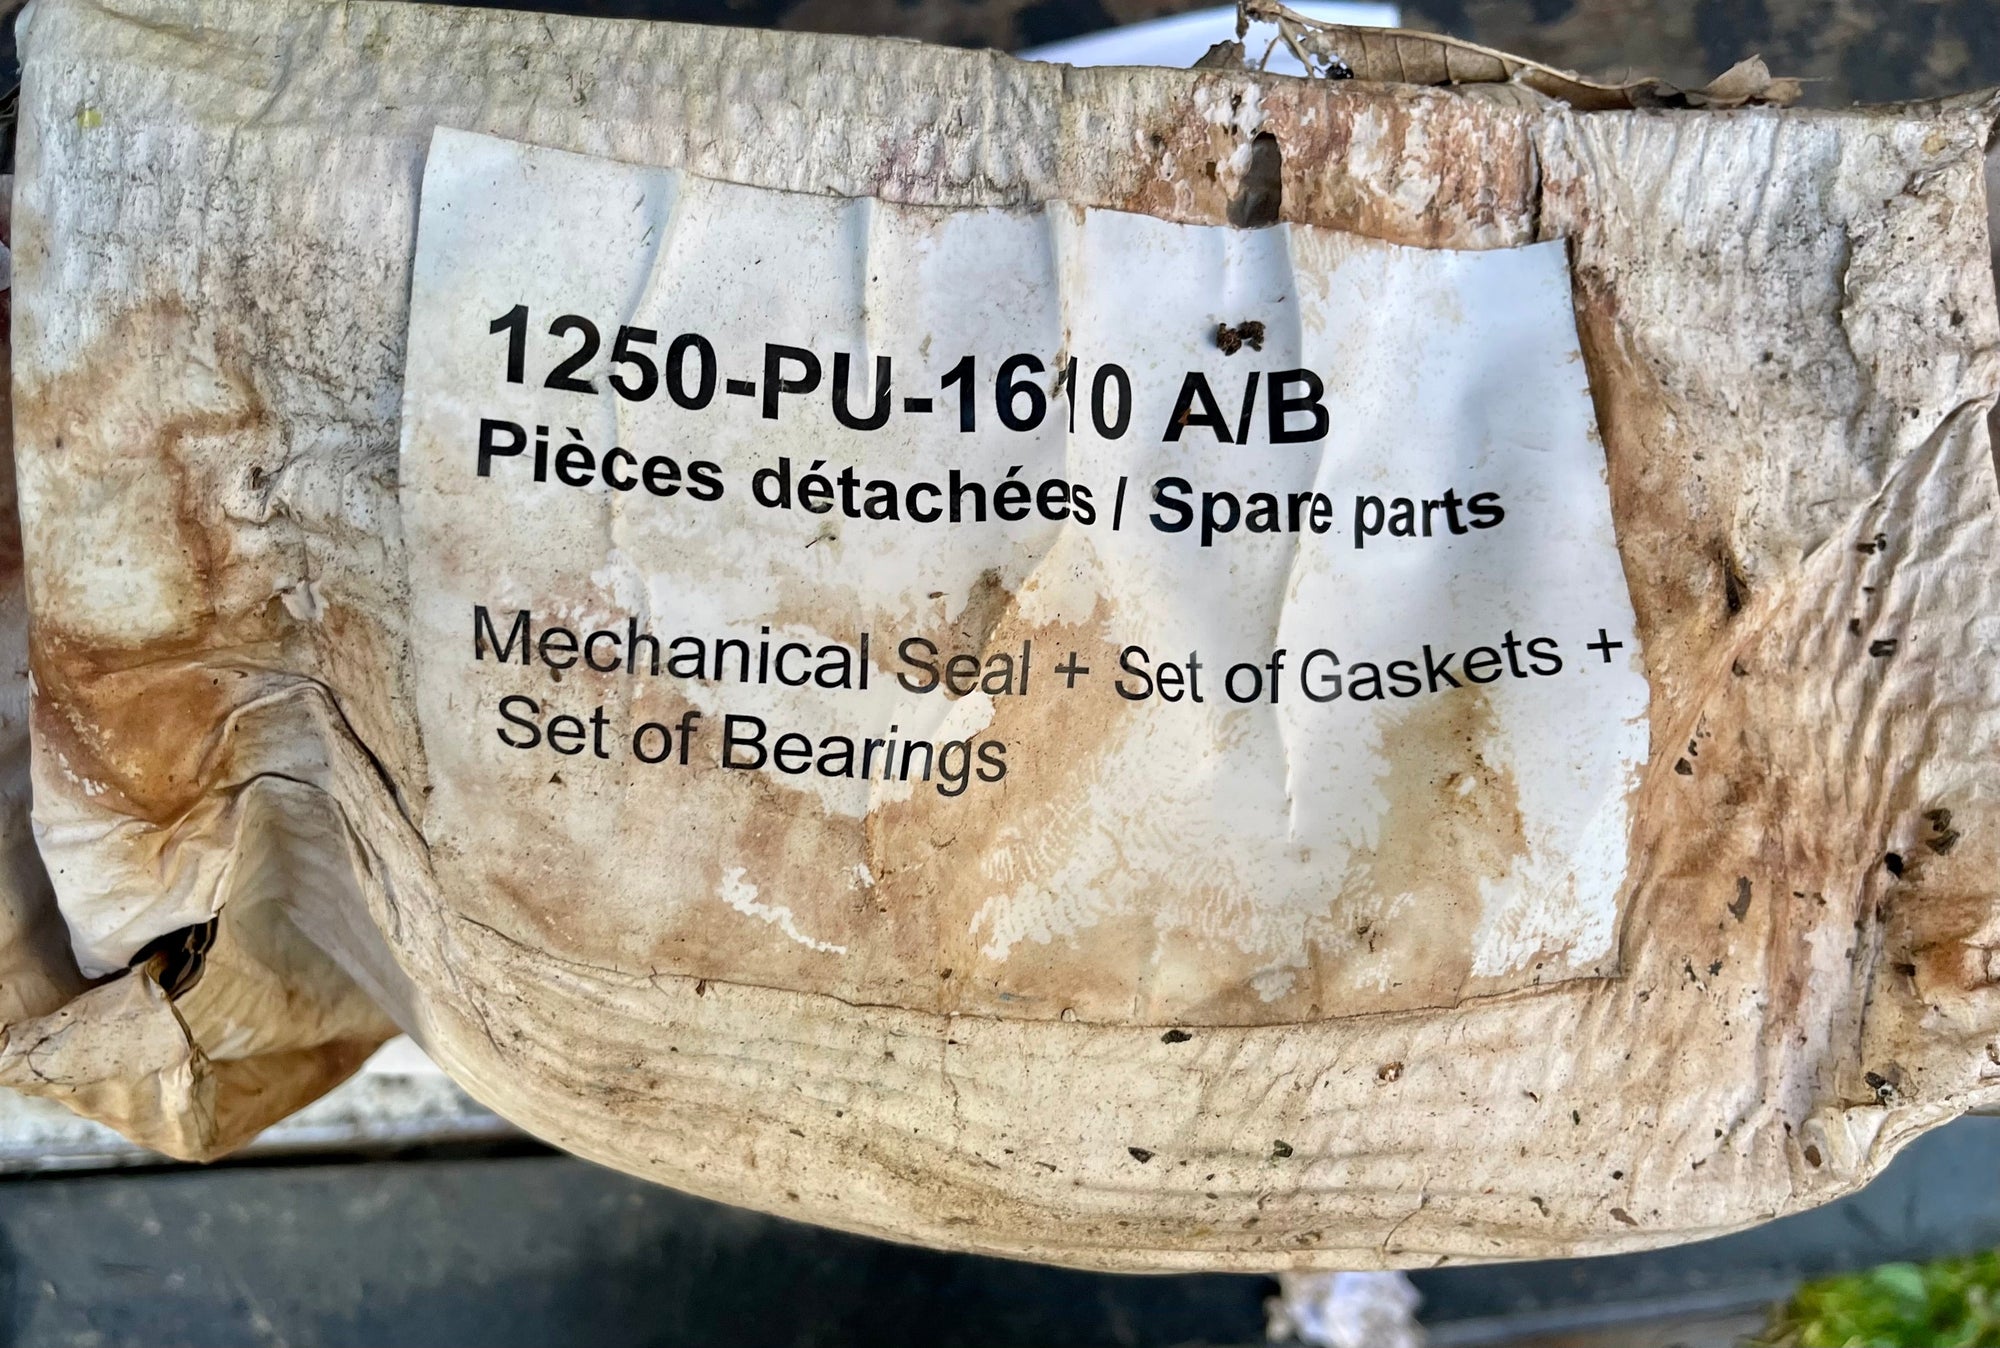 1250-PU-1610 A/B
Pièces détachées / Spare parts
Mechanical Seal + Set of Gaskets +
Set of Bearings